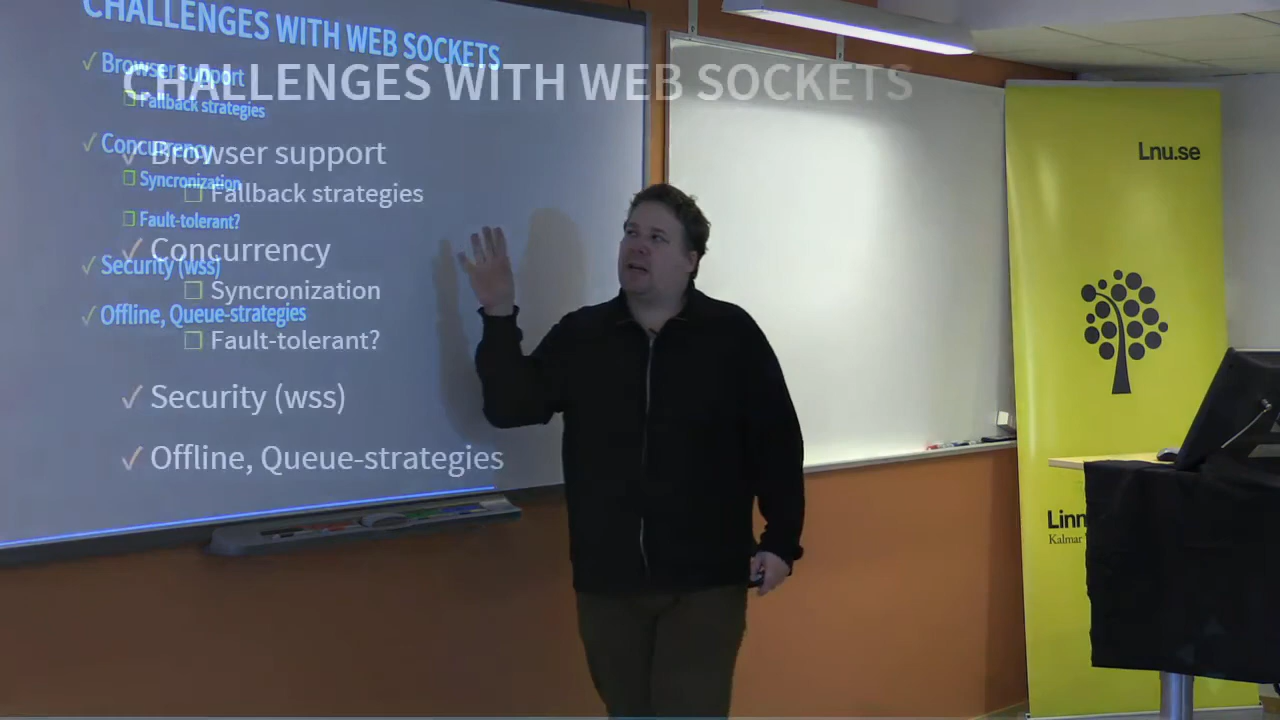 CHALLENGES WITH WEB SOCKETS
Browser support
Fallback strategies
Concurrency
Syncronization
Fault-tolerant?
Security (wss)
Offline, Queue-strategies
CHALLENGES WITH WEB SOCKETS
Browser support
Fallback strategies
Concurrency
Syncronization
Fault-tolerant?
Security (wss)
Offline, Queue-strategies
Lnu.se
Linn
Kalmar